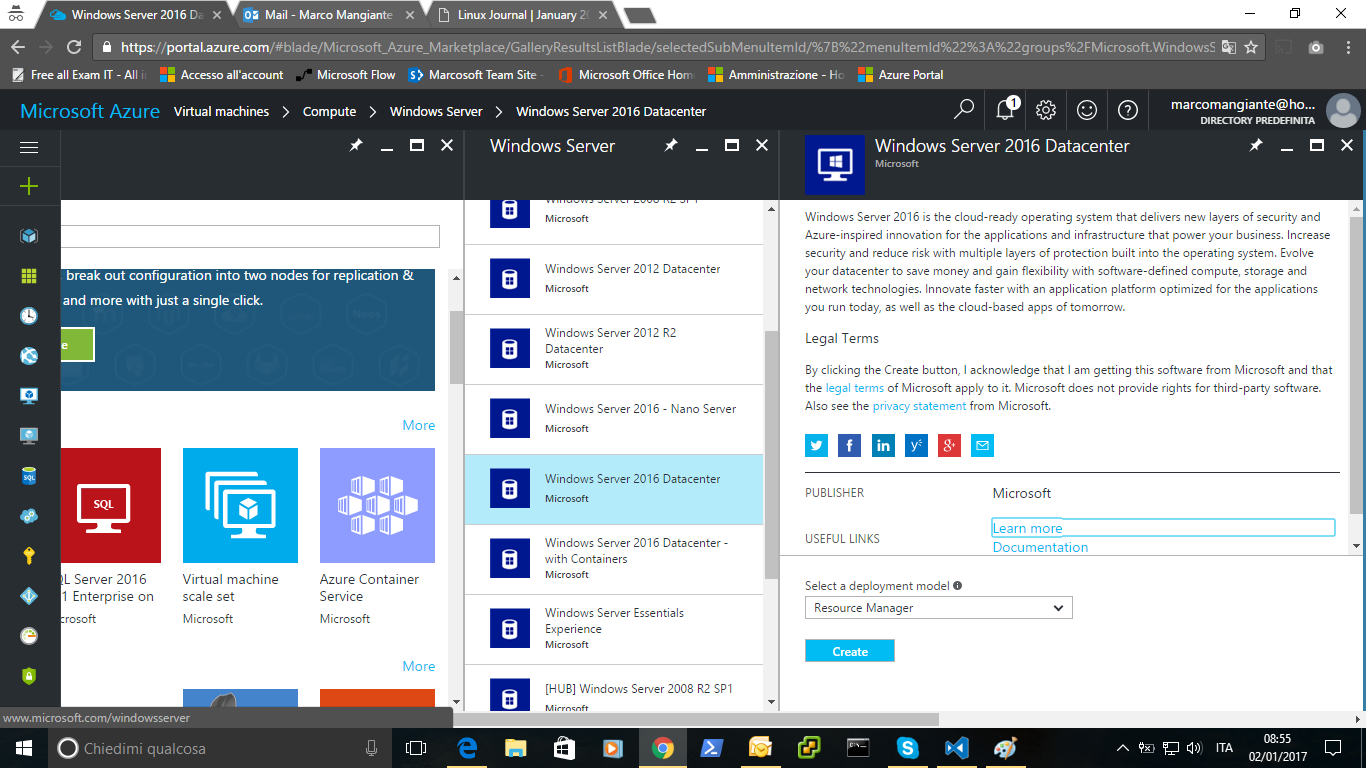 Windows Server 2016 Da
Mail - Marco Mangiante
Linux Journal | January 20
https://portal.azure.com/#blade/Microsoft_Azure_Marketplace/GalleryResultsListBlade/selectedSubMenuItemId/%7B%22menuItemId%22%3A%22groups%2FMicrosoft.WindowsS
Free all Exam IT - All i
Accesso all'account
Microsoft Flow
Marcosoft Team Site -
Microsoft Office Hom
Amministrazione - Ho
Azure Portal
Microsoft Azure
Virtual machines
Compute
Windows Server
Windows Server 2016 Datacenter
1
marcomangiante@ho...
DIRECTORY PREDEFINITA
break out configuration into two nodes for replication &
and more with just a single click.
e
More
SQL
QL Server 2016
1 Enterprise on
crosoft
Virtual machine
scale set
Microsoft
Azure Container
Service
Microsoft
More
www.microsoft.com/windowsserver
Windows Server
Windows Server 2008 R2 SP1
Microsoft
Windows Server 2012 Datacenter
Microsoft
Windows Server 2012 R2
Datacenter
Microsoft
Windows Server 2016 - Nano Server
Microsoft
Windows Server 2016 Datacenter
Microsoft
Windows Server 2016 Datacenter -
with Containers
Microsoft
Windows Server Essentials
Experience
Microsoft
[HUB] Windows Server 2008 R2 SP1
Microsoft
Windows Server 2016 Datacenter
Microsoft
Windows Server 2016 is the cloud-ready operating system that delivers new layers of security and
Azure-inspired innovation for the applications and infrastructure that power your business. Increase
security and reduce risk with multiple layers of protection built into the operating system. Evolve
your datacenter to save money and gain flexibility with software-defined compute, storage and
network technologies. Innovate faster with an application platform optimized for the applications
you run today, as well as the cloud-based apps of tomorrow.
Legal Terms
By clicking the Create button, I acknowledge that I am getting this software from Microsoft and that
the legal terms of Microsoft apply to it. Microsoft does not provide rights for third-party software.
Also see the privacy statement from Microsoft.
PUBLISHER
Microsoft
USEFUL LINKS
Learn more
Documentation
Select a deployment model
Resource Manager
Create
Chiedimi qualcosa
ITA
08:55
02/01/2017